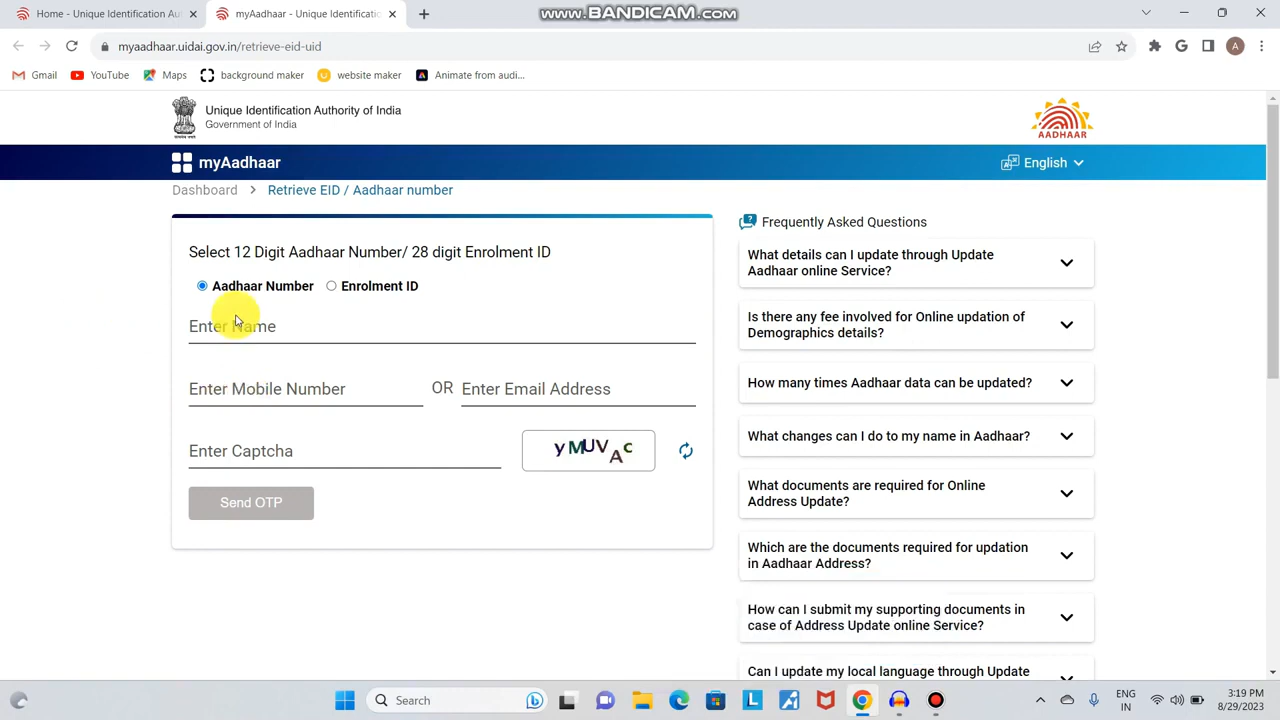 Home - Unique Identification Aut
myAadhaar - Unique Identificatio
www.BANDICAM.com
myaadhaar.uidai.gov.in/retrieve-eid-uid
A
Gmail
YouTube
Maps
background maker
website maker
Animate from audi...
Unique Identification Authority of India
Government of India
AADHAAR
myAadhaar
English
Dashboard > Retrieve EID / Aadhaar number
Select 12 Digit Aadhaar Number/ 28 digit Enrolment ID
Aadhaar Number
Enrolment ID
Enter Name
Enter Mobile Number
OR
Enter Email Address
Enter Captcha
yMUVAc
Send OTP
Frequently Asked Questions
What details can I update through Update
Aadhaar online Service?
Is there any fee involved for Online updation of
Demographics details?
How many times Aadhaar data can be updated?
What changes can I do to my name in Aadhaar?
What documents are required for Online
Address Update?
Which are the documents required for updation
in Aadhaar Address?
How can I submit my supporting documents in
case of Address Update online Service?
Can I update my local language through Update
Search
ENG
IN
3:19 PM
8/29/2023